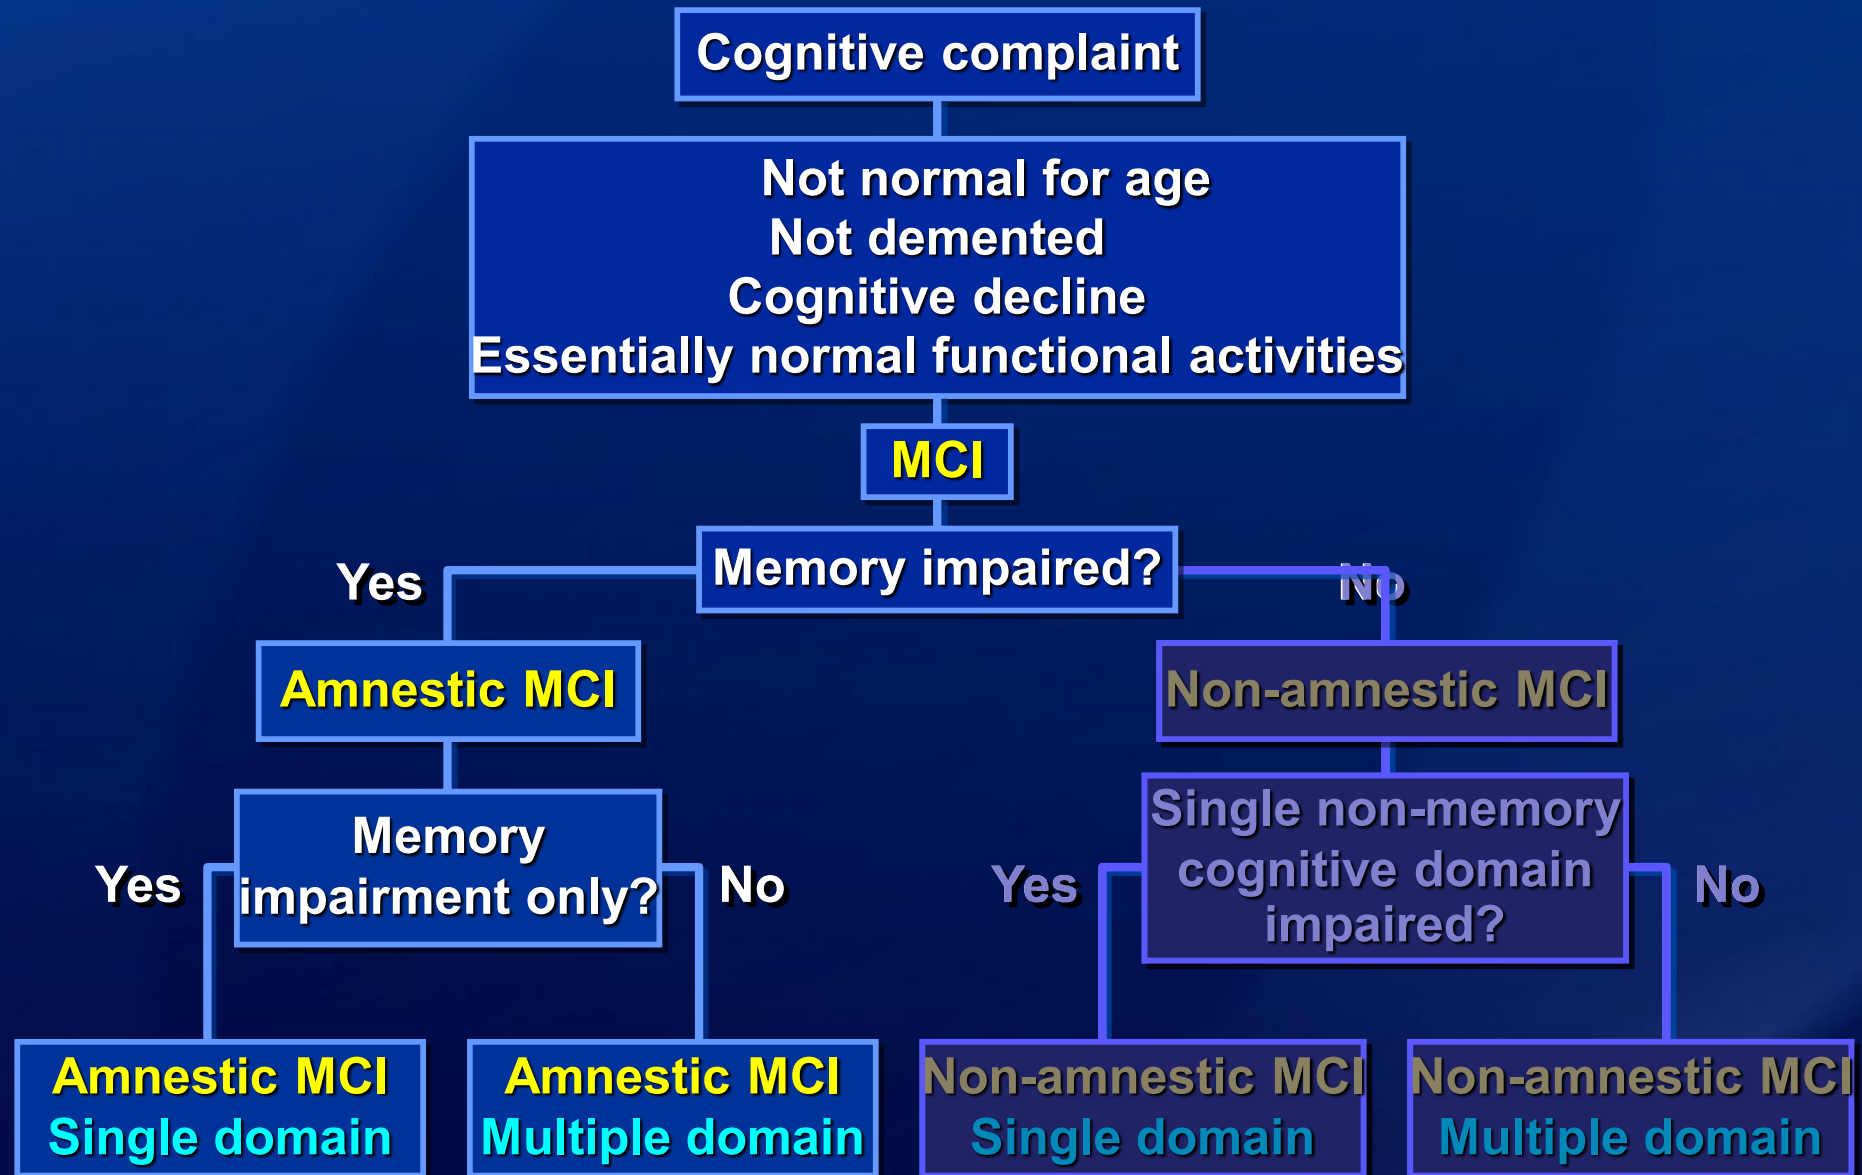 Cognitive complaint
Not normal for age
Not demented
Cognitive decline
Essentially normal functional activities
MCI
Memory impaired?
Yes
No
Amnestic MCI
Non-amnestic MCI
Memory
impairment only?
Yes
No
Single non-memory
cognitive domain
impaired?
Yes
No
Amnestic MCI
Single domain
Amnestic MCI
Multiple domain
Non-amnestic MCI
Single domain
Non-amnestic MCI
Multiple domain